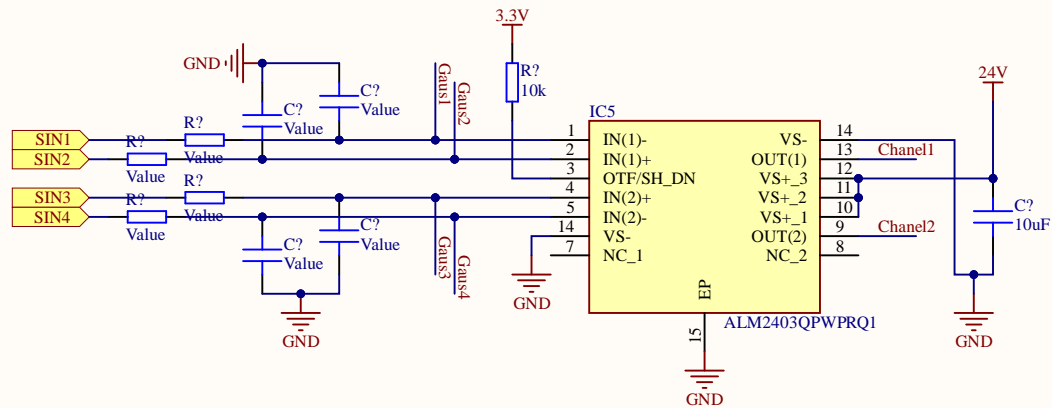 3.3V
24V
GND
R?
10k
C?
Value
C?
Value
Gaus1
Gaus2
IC5
SIN1
R?
Value
SIN2
R?
Value
SIN3
R?
Value
SIN4
R?
Value
1
IN(1)-
2
IN(1)+
3
OTF/SH_DN
4
IN(2)+
5
IN(2)-
14
VS-
7
NC_1
VS-
14
OUT(1)
13
Chanel1
VS+_3
12
VS+_2
11
VS+_1
10
OUT(2)
9
Chanel2
NC_2
8
EP
15
ALM2403QPWPRQ1
C?
10uF
C?
Value
C?
Value
Gaus3
Gaus4
GND
GND
GND
GND